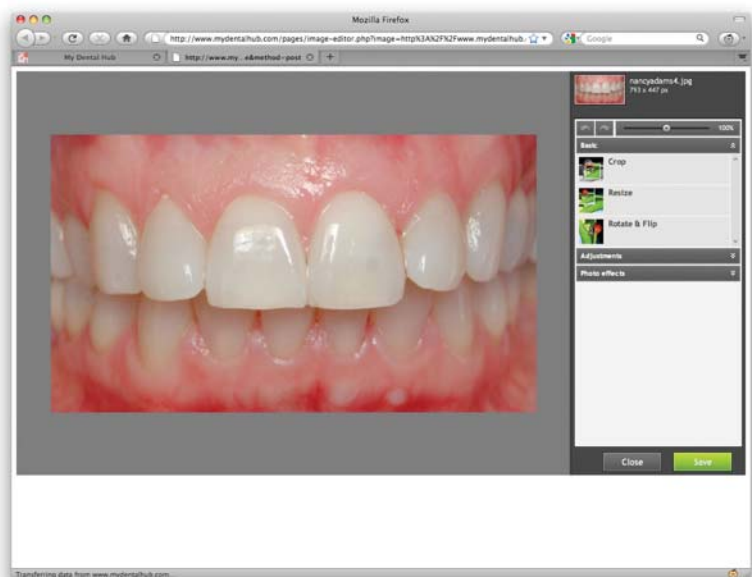 Mozilla Firefox
http://www.mydentalhub.com/pages/image-editor.php?image=http%3A%2F%2Fwww.mydentalhub.
Google
My Dental Hub
http://www.my...e&method=post
nancyadams4.jpg
793 x 447 px
100%
Basic
Crop
Resize
Rotate & Flip
Adjustments
Photo effects
Close
Save
Transferring data from www.mydentalhub.com...